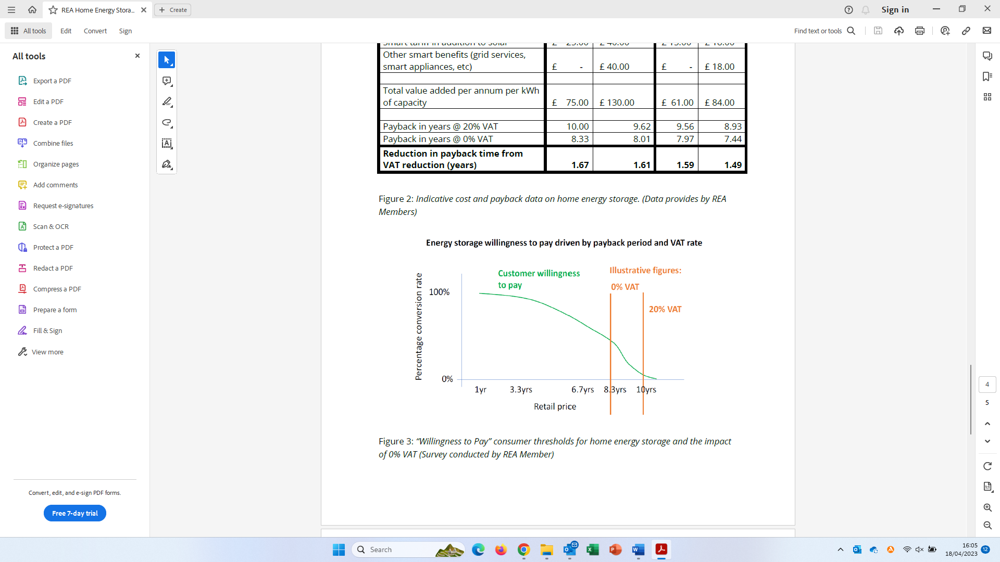 REA Home Energy Stora...
Create
Sign in
All tools
Edit
Convert
Sign
Find text or tools
All tools
Export a PDF
Edit a PDF
Create a PDF
Combine files
Organize pages
Add comments
Request e-signatures
Scan & OCR
Protect a PDF
Redact a PDF
Compress a PDF
Prepare a form
Fill & Sign
View more
Convert, edit, and e-sign PDF forms.
Free 7-day trial
Other smart benefits (grid services,
smart appliances, etc) £ - £ 40.00 £ - £ 18.00
Total value added per annum per kWh
of capacity £ 75.00 £ 130.00 £ 61.00 £ 84.00
Payback in years @ 20% VAT 10.00 9.62 9.56 8.93
Payback in years @ 0% VAT 8.33 8.01 7.97 7.44
Reduction in payback time from
VAT reduction (years) 1.67 1.61 1.59 1.49
Figure 2: Indicative cost and payback data on home energy storage. (Data provides by REA
Members)
Energy storage willingness to pay driven by payback period and VAT rate
Customer willingness
to pay
Illustrative figures:
0% VAT
20% VAT
Percentage conversion rate
100%
0%
1yr 3.3yrs 6.7yrs 8.3yrs 10yrs
Retail price
Figure 3: “Willingness to Pay” consumer thresholds for home energy storage and the impact
of 0% VAT (Survey conducted by REA Member)
4
5
Search
16:05
18/04/2023
12